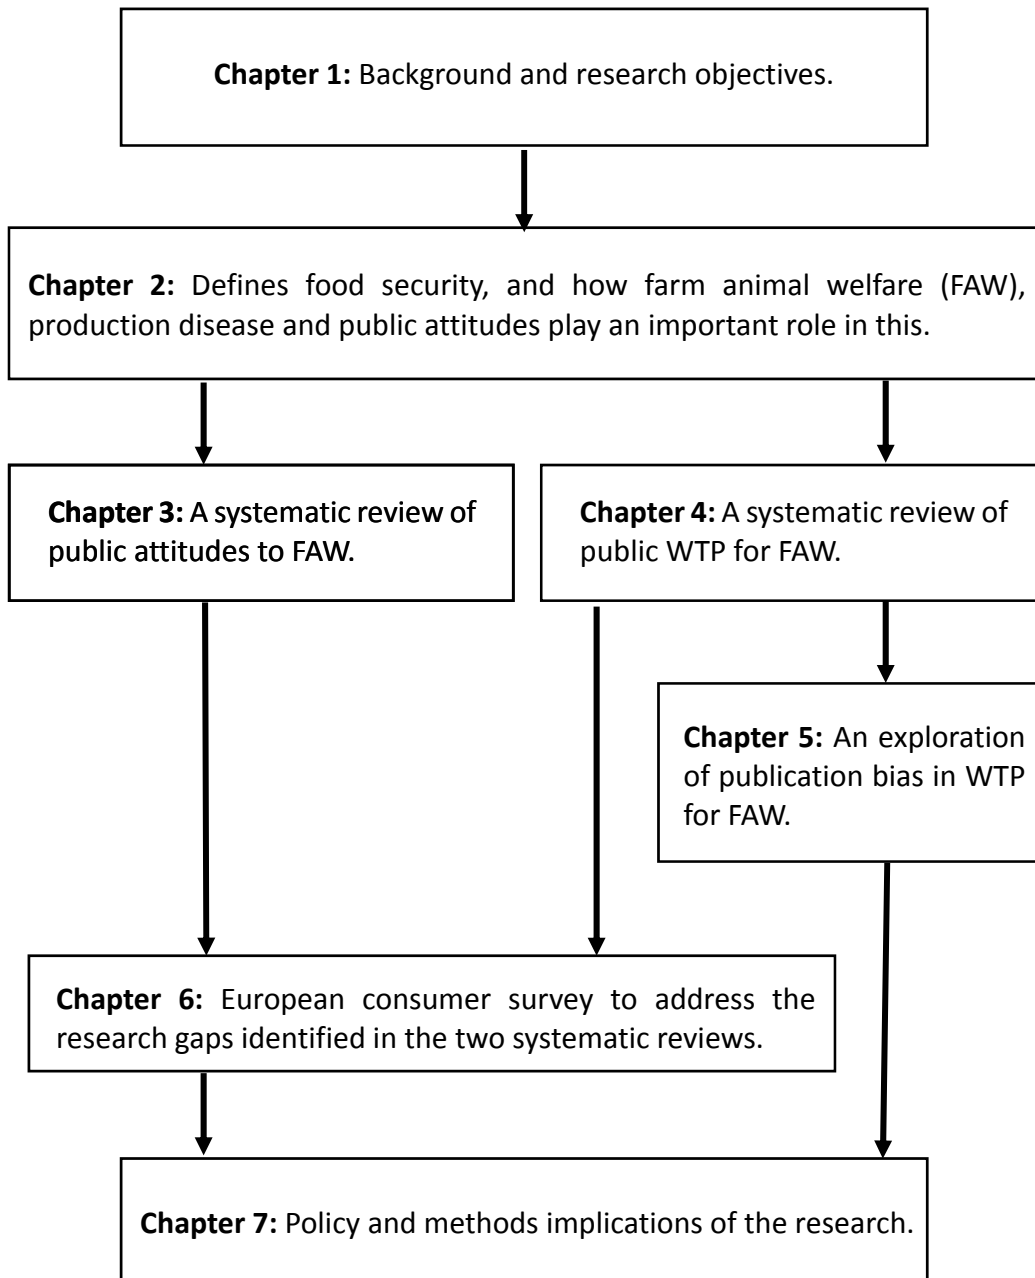 Chapter 1: Background and research objectives.
Chapter 2: Defines food security, and how farm animal welfare (FAW),
production disease and public attitudes play an important role in this.
Chapter 3: A systematic review of
public attitudes to FAW.
Chapter 4: A systematic review of
public WTP for FAW.
Chapter 5: An exploration
of publication bias in WTP
for FAW.
Chapter 6: European consumer survey to address the
research gaps identified in the two systematic reviews.
Chapter 7: Policy and methods implications of the research.